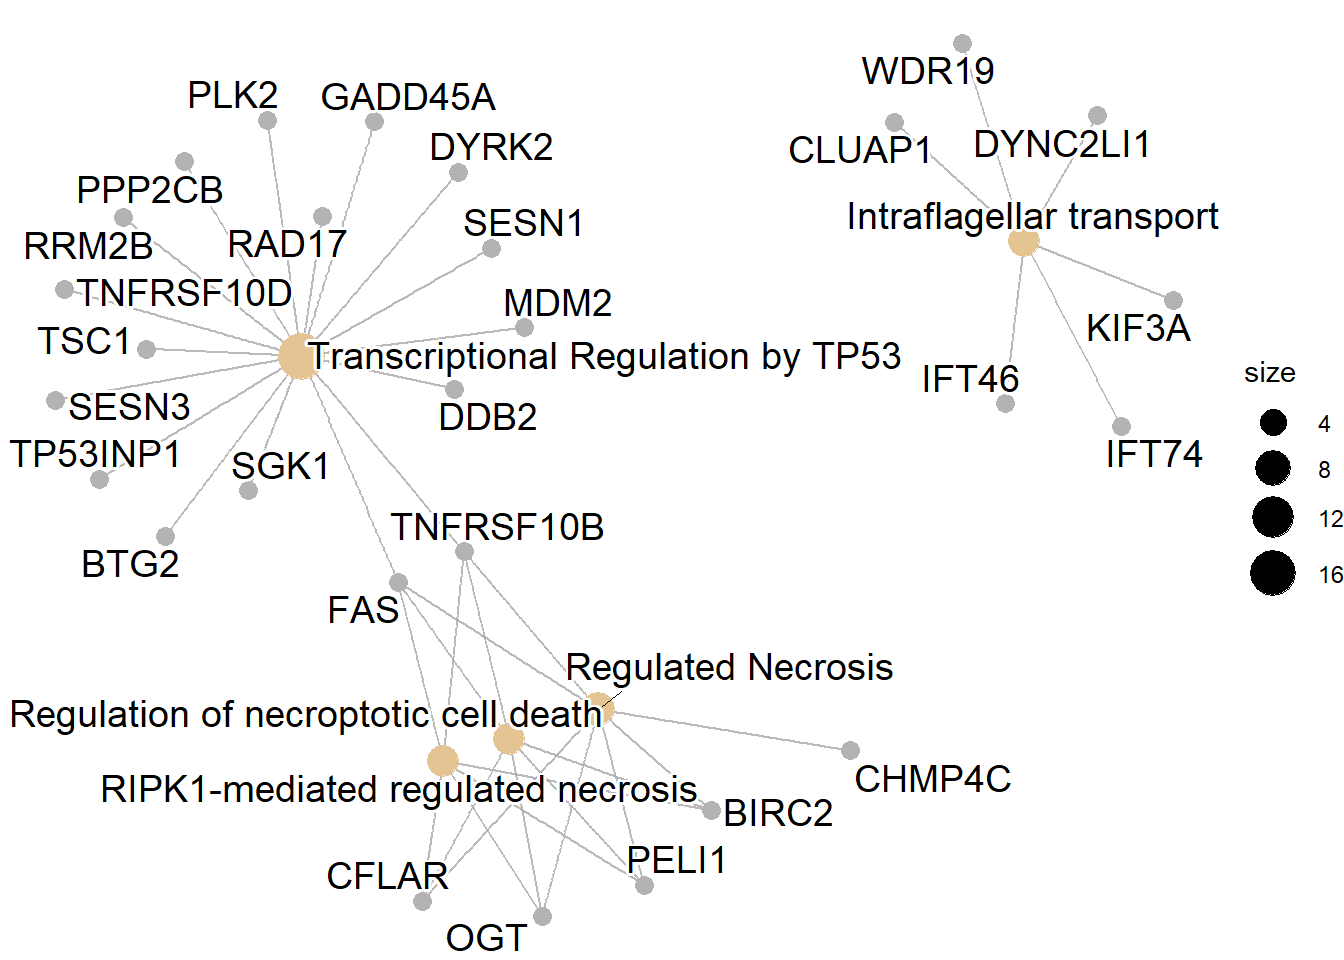 WDR19
PLK2
GADD45A
DYRK2
CLUAP1
DYNC2LI1
PPP2CB
Intraflagellar transport
SESN1
RRM2B
RAD17
TNFRSF10D
MDM2
KIF3A
TSC1
Transcriptional Regulation by TP53
size
IFT46
4
SESN3
DDB2
TP53INP1
IFT74
SGK1
8
12
TNFRSF10B
BTG2
16
FAS
Regulated Necrosis
Regulation of necroptotic cell death
CHMP4C
RIPK1-mediated regulated necrosis
BIRC2
PELI1
CFLAR
OGT